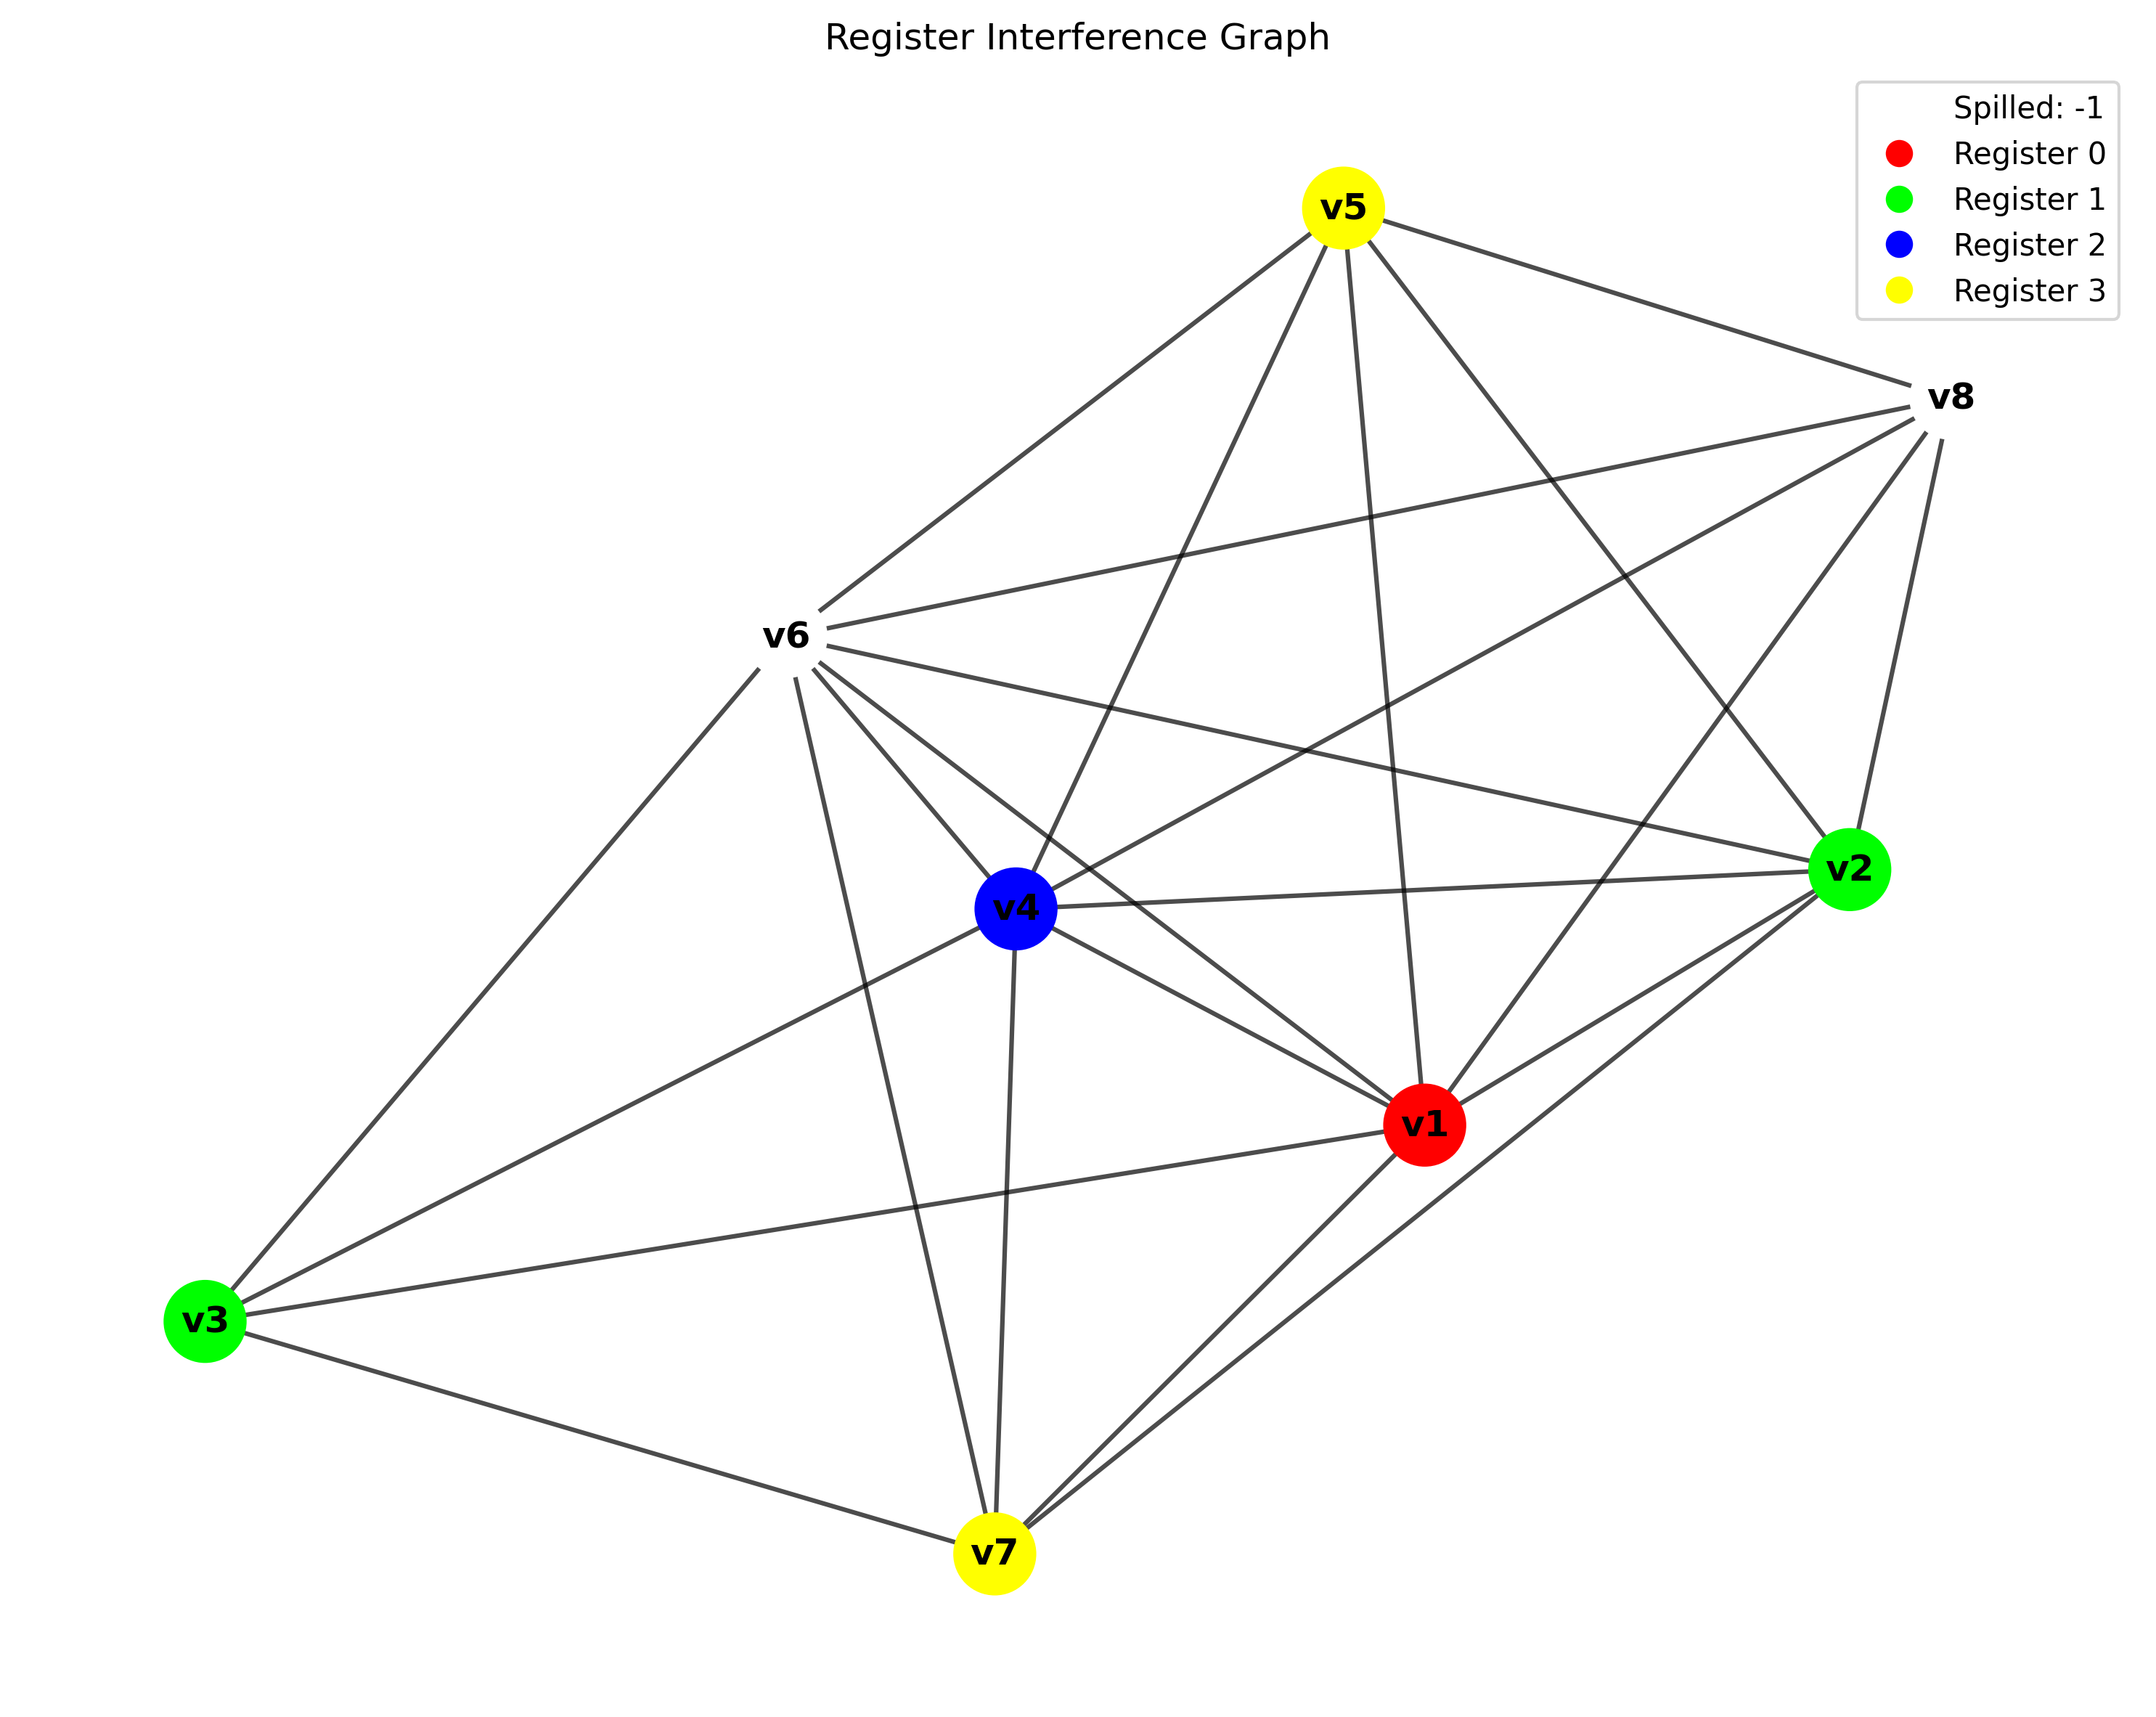 Register Interference Graph
Spilled: -1
Register 0
Register 1
Register 2
Register 3
v5
v8
v6
v2
v4
v1
v3
v7